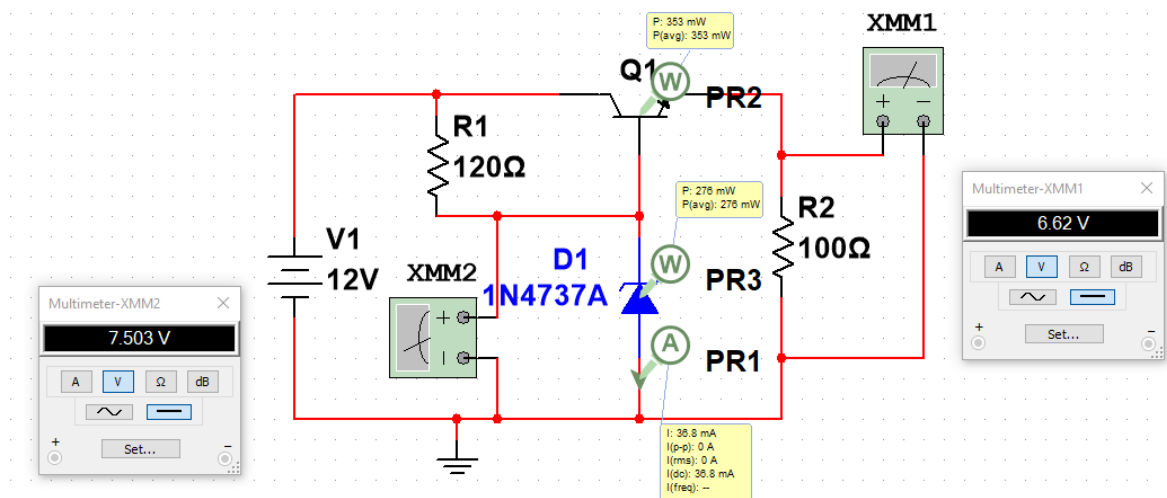 XMM1
P: 353 mW
P(avg): 353 mW
Q1
W
PR2
+ −
R1
120Ω
P: 276 mW
P(avg): 276 mW
Multimeter-XMM1
6.62 V
A V Ω dB
+ −
Set...
R2
100Ω
V1
12V
D1
1N4737A
W
PR3
XMM2
+
−
Multimeter-XMM2
7.503 V
A V Ω dB
+ −
Set...
A
PR1
I: 36.8 mA
I(p-p): 0 A
I(rms): 0 A
I(dc): 36.8 mA
I(freq): --